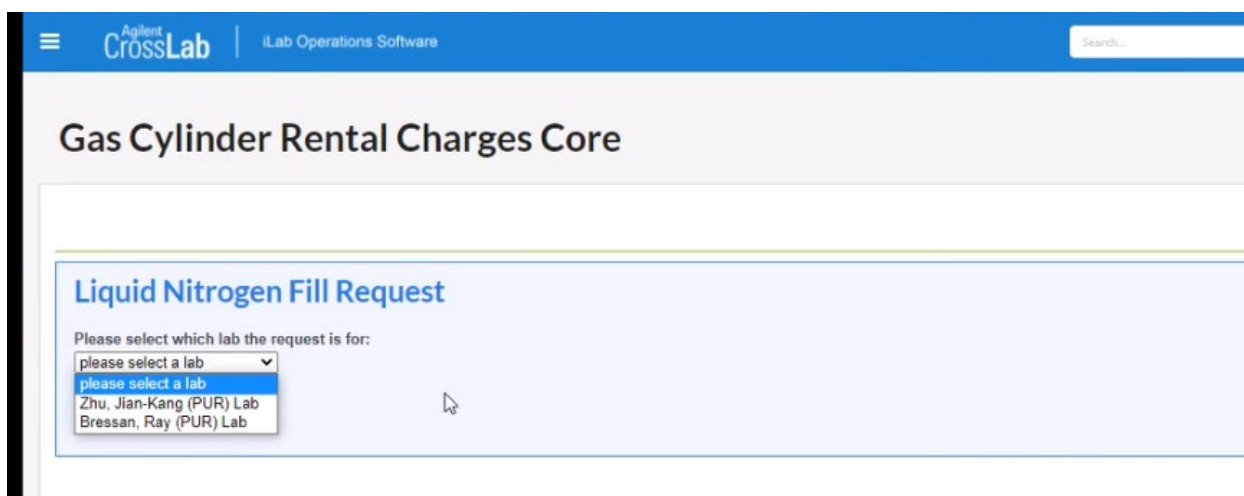 Agilent
CrossLab
iLab Operations Software
Search...
Gas Cylinder Rental Charges Core
Liquid Nitrogen Fill Request
Please select which lab the request is for:
please select a lab
please select a lab
Zhu, Jian-Kang (PUR) Lab
Bressan, Ray (PUR) Lab